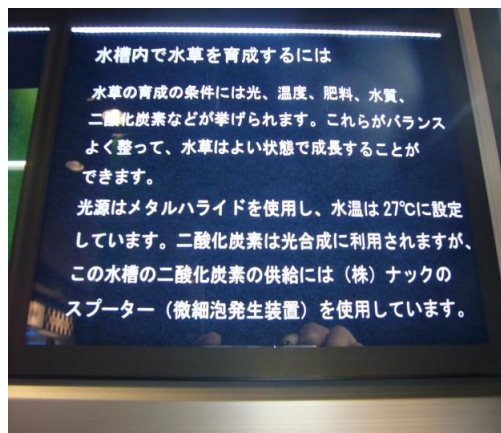 水槽内で水草を育成するには
水草の育成の条件には光、温度、肥料、水質、
二酸化炭素などが挙げられます。これらがバランス
よく整って、水草はよい状態で成長することが
できます。
光源はメタルハライドを使用し、水温は27℃に設定
しています。二酸化炭素は光合成に利用されますが、
この水槽の二酸化炭素の供給には（株）ナックの
スプーター（微細泡発生装置）を使用しています。